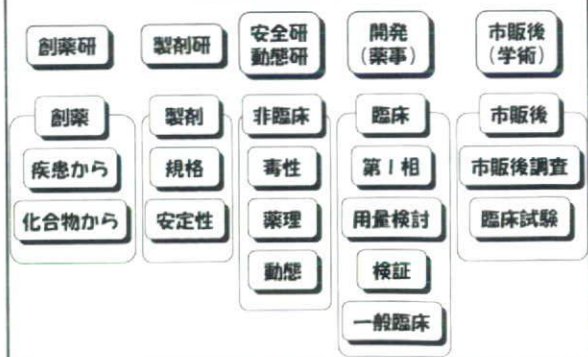 創薬研
製剤研
安全研
動態研
開発
(薬事)
市販後
(学術)
創薬
疾患から
化合物から
製剤
規格
安定性
非臨床
毒性
薬理
動態
臨床
第Ⅰ相
用量検討
検証
一般臨床
市販後
市販後調査
臨床試験